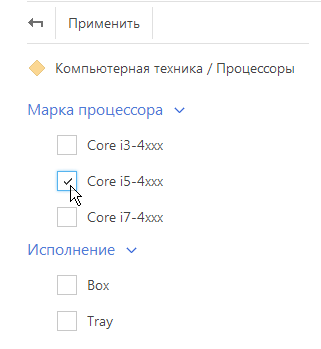 Применить
Компьютерная техника / Процессоры
Марка процессора
Core i3-4xxx
Core i5-4xxx
Core i7-4xxx
Исполнение
Box
Tray